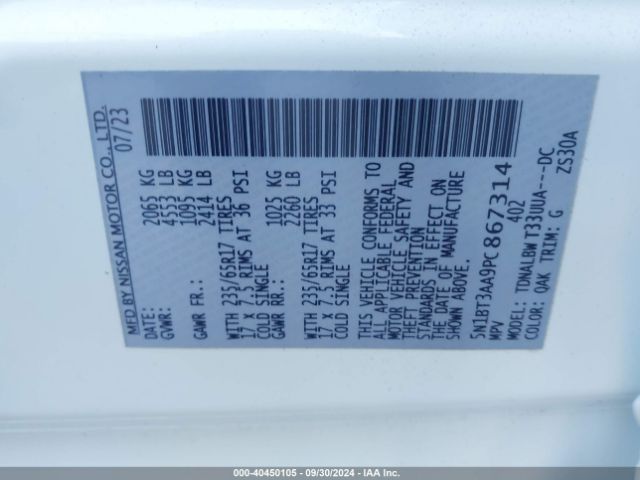 MFD BY NISSAN MOTOR CO., LTD.
DATE: 07/23
GVWR: 2065 KG
4553 LB
GAWR FR.: 1095 KG
2414 LB
WITH 235/65R17 TIRES
17 X 7.5 RIMS AT 36 PSI
COLD SINGLE
GAWR RR.: 1025 KG
2260 LB
WITH 235/65R17 TIRES
17 X 7.5 RIMS AT 33 PSI
COLD SINGLE
THIS VEHICLE CONFORMS TO
ALL APPLICABLE FEDERAL
MOTOR VEHICLE SAFETY AND
THEFT PREVENTION
STANDARDS IN EFFECT ON
THE DATE OF MANUFACTURE
SHOWN ABOVE.
5N1BT3AA9PC867314
MPV 402
MODEL: TDNALBW T33UUA---DC
COLOR: QAK TRIM: G ZS30A
000-40450105 - 09/30/2024 - IAA Inc.